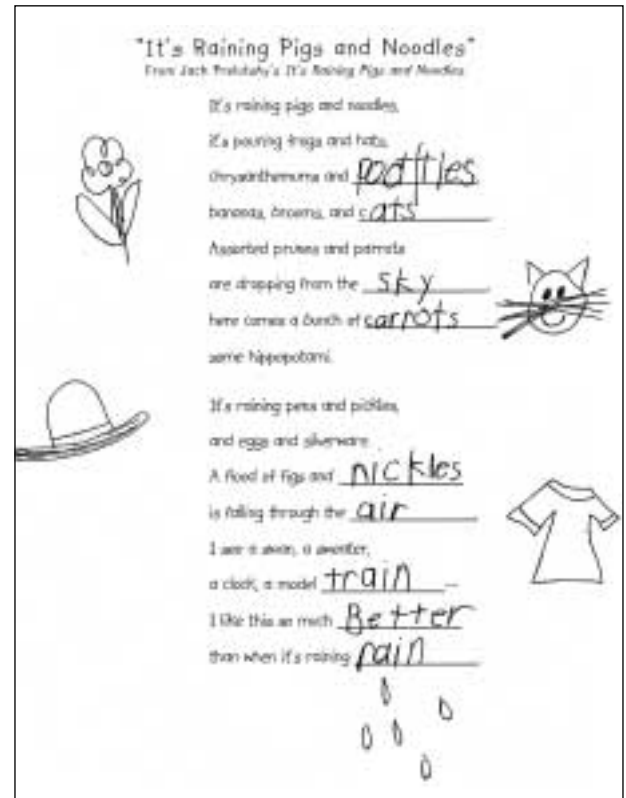 "It's Raining Pigs and Noodles"
From Jack Prelutsky's It's Raining Pigs and Noodles
It's raining pigs and noodles,
it's pouring frogs and hats,
chrysanthemums and poddles
bananas, brooms, and cats
Assorted prunes and parrots
are dropping from the sky
here comes a bunch of carrots
some hippopotami.
It's raining pens and pickles,
and eggs and silverware
A flood of figs and nickles
is falling through the air
I see a swan, a sweater,
a clock, a model train
I like this so much Better
than when it's raining rain